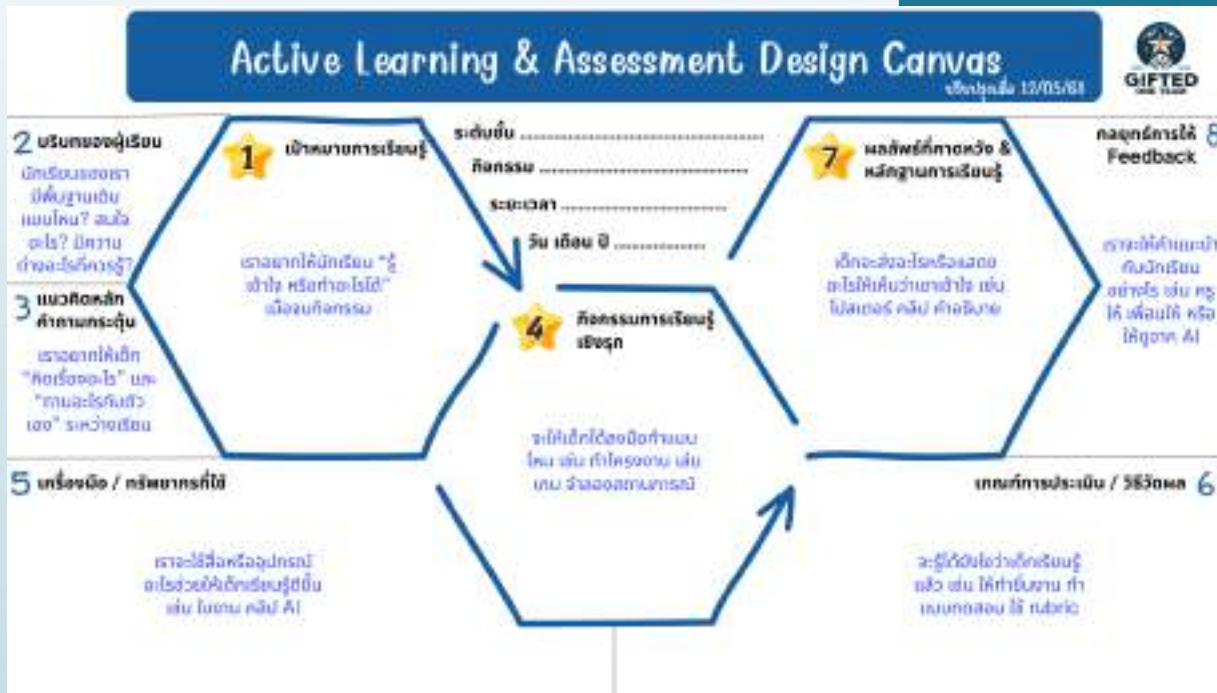 Active Learning & Assessment Design Canvas
ปรับปรุงเมื่อ 12/05/68
GIFTED
ONE TEAM
2 บริบทของผู้เรียน
นักเรียนของเรา
มีพื้นฐานเดิม
แบบไหน? สนใจ
อะไร? มีความ
ต่างอะไรที่ควรรู้?
3 แนวคิดหลัก
คำถามกระตุ้น
เราอยากให้เด็ก
"คิดเรื่องอะไร" และ
"ถามอะไรกับตัว
เอง" ระหว่างเรียน
1 เป้าหมายการเรียนรู้
เราอยากให้นักเรียน "รู้
เข้าใจ หรือทำอะไรได้"
เมื่อจบกิจกรรม
ระดับชั้น ................................................
กิจกรรม ................................................
ระยะเวลา ................................................
วัน เดือน ปี ......................
4 กิจกรรมการเรียนรู้
เชิงรุก
จะให้เด็กได้ลงมือทำแบบ
ไหน เช่น ทำโครงงาน เล่น
เกม จำลองสถานการณ์
7 ผลลัพธ์ที่คาดหวัง &
หลักฐานการเรียนรู้
เด็กจะส่งอะไรหรือแสดง
อะไรให้เห็นว่าเขาเข้าใจ เช่น
โปสเตอร์ คลิป คำอธิบาย
กลยุทธ์การให้ 8
Feedback
เราจะให้คำแนะนำ
กับนักเรียน
อย่างไร เช่น ครู
ให้ เพื่อนให้ หรือ
ให้ดูจาก AI
5 เครื่องมือ / ทรัพยากรที่ใช้
เราจะใช้สื่อหรืออุปกรณ์
อะไรช่วยให้เด็กเรียนรู้ดีขึ้น
เช่น ใบงาน คลิป AI
เกณฑ์การประเมิน / วิธีวัดผล 6
จะรู้ได้ยังไงว่าเด็กเรียนรู้
แล้ว เช่น ให้ทำชิ้นงาน ทำ
แบบทดสอบ ใช้ rubric